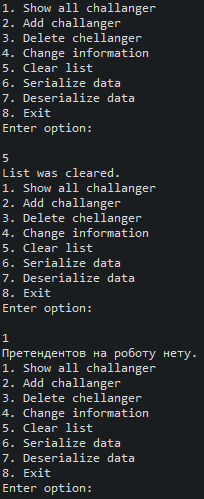 1. Show all challanger
2. Add challanger
3. Delete chellanger
4. Change information
5. Clear list
6. Serialize data
7. Deserialize data
8. Exit
Enter option:
5
List was cleared.
1. Show all challanger
2. Add challanger
3. Delete chellanger
4. Change information
5. Clear list
6. Serialize data
7. Deserialize data
8. Exit
Enter option:
1
Претендентов на роботу нету.
1. Show all challanger
2. Add challanger
3. Delete chellanger
4. Change information
5. Clear list
6. Serialize data
7. Deserialize data
8. Exit
Enter option: